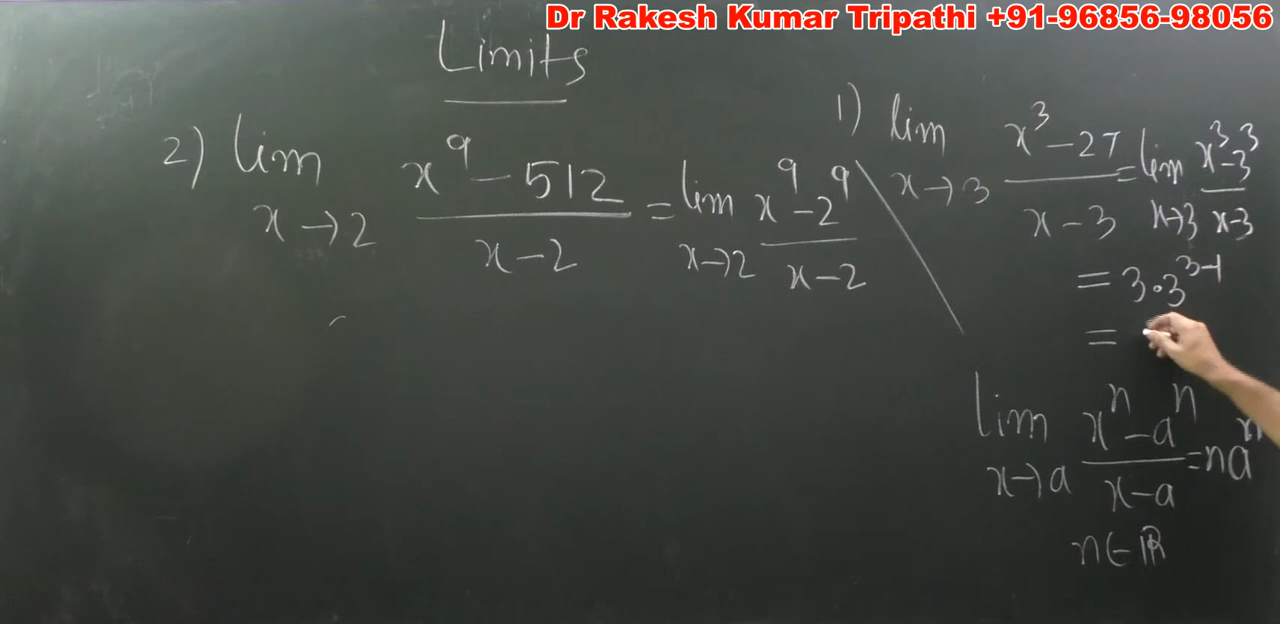 Dr Rakesh Kumar Tripathi +91-96856-98056
Limits
2) lim x→2 (x^9 - 512)/(x-2) = lim x→2 (x^9 - 2^9)/(x-2)
1) lim x→3 (x^3 - 27)/(x-3) = lim x→3 (x^3 - 3^3)/(x-3)
= 3·3^(3-1)
=
lim x→a (x^n - a^n)/(x-a) = na^n
n∈ℝ